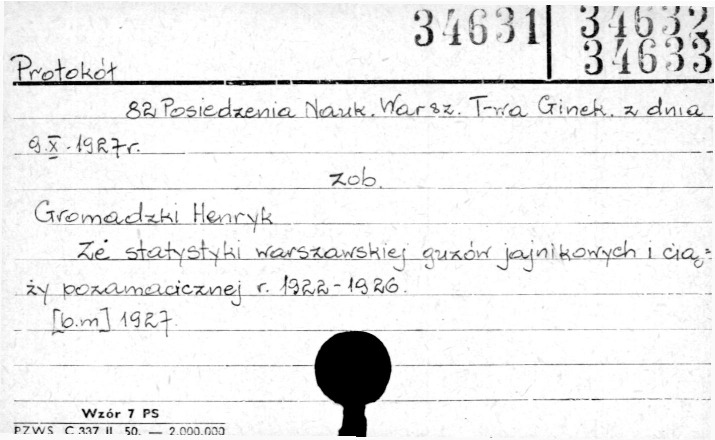 34631
34632
34633
Protokół
82 Posiedzenia Nauk. Warsz. T-wa Ginek. z dnia
9.X.1927r.
zob.
Gromadzki Henryk
Ze statystyki warszawskiej guzów jajnikowych i cią=
ży pozamacicznej r. 1922-1926.
[b.m] 1927.
Wzór 7 PS
PZWS C 337 II 50. — 2.000.000